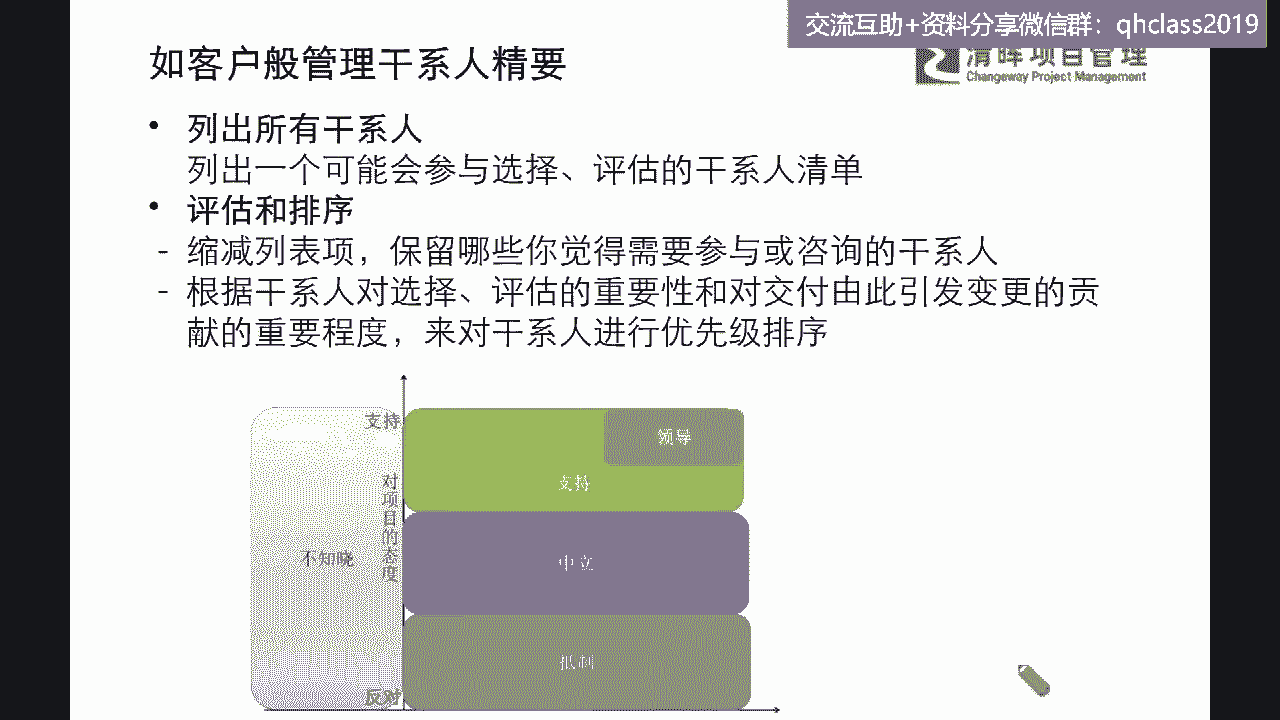 交流互助+资料分享微信群：qhclass2019
如客户般管理干系人精要
清晖项目管理
Changeway Project Management
• 列出所有干系人
列出一个可能会参与选择、评估的干系人清单
• 评估和排序
- 缩减列表项，保留哪些你觉得需要参与或咨询的干系人
- 根据干系人对选择、评估的重要性和对交付由此引发变更的贡
献的重要程度，来对干系人进行优先级排序
支持
领导
对项目的态度
支持
不知晓
中立
抵制
反对